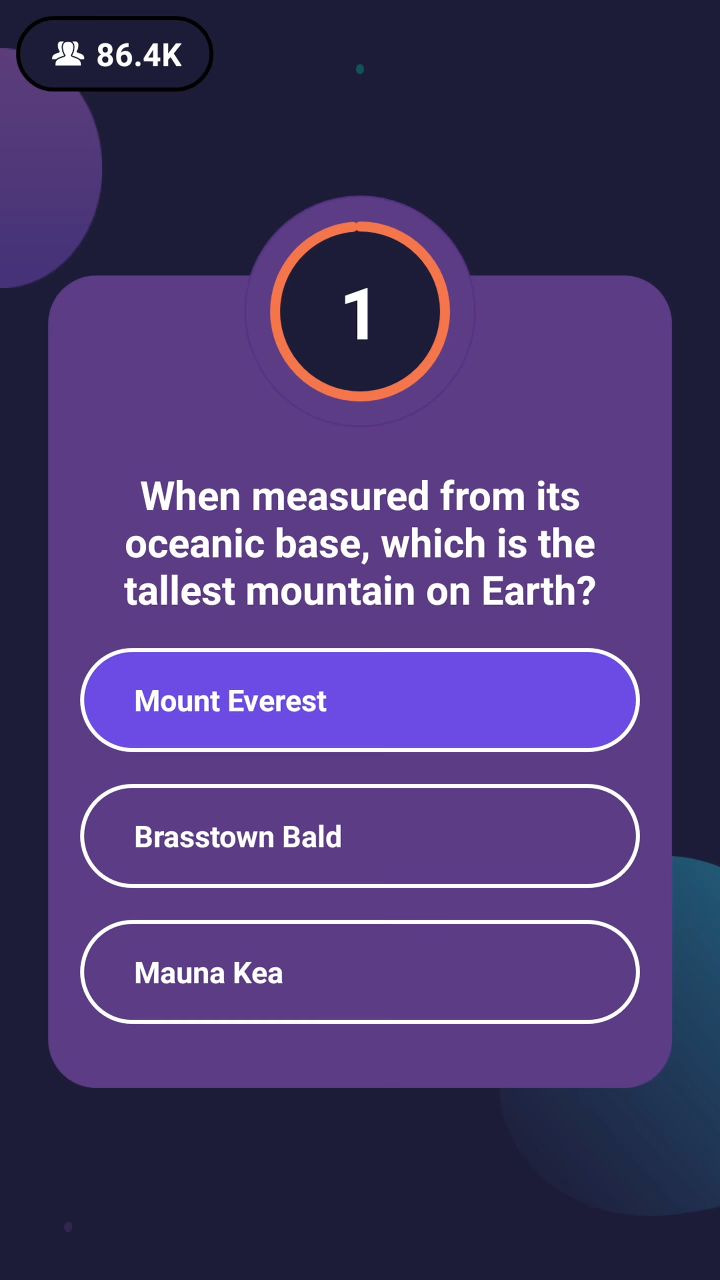 86.4K
1
When measured from its
oceanic base, which is the
tallest mountain on Earth?
Mount Everest
Brasstown Bald
Mauna Kea